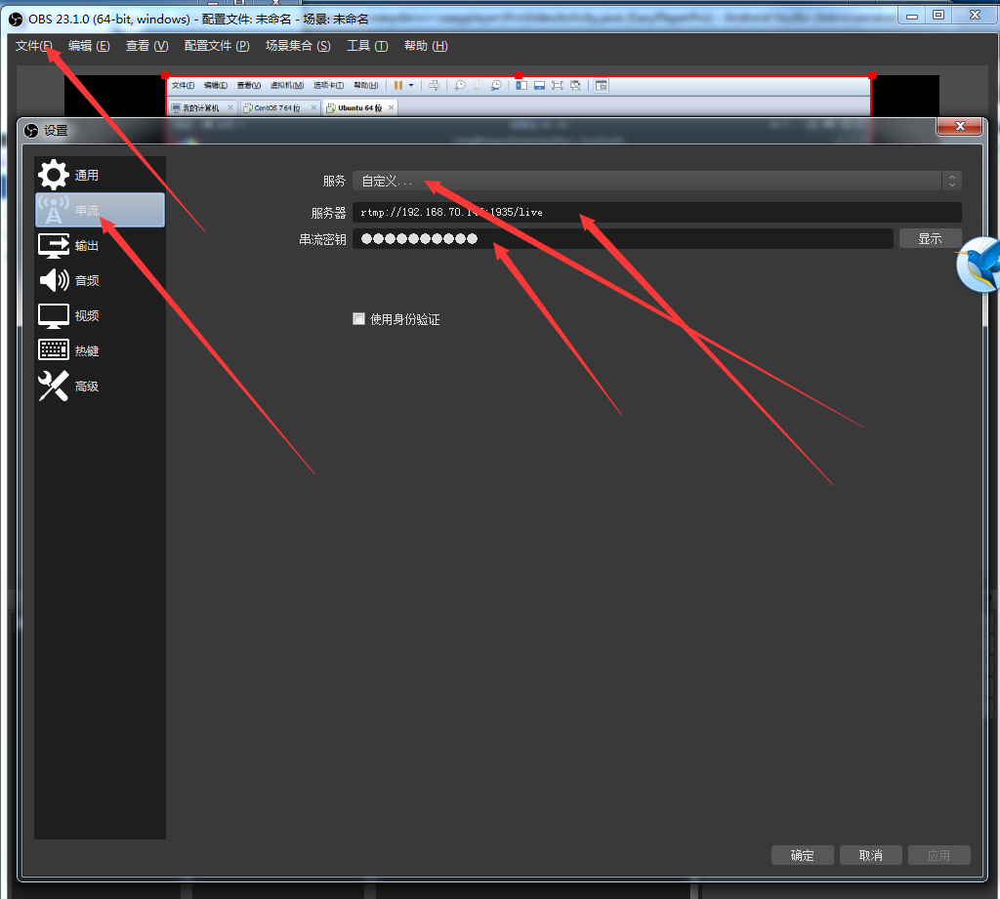 OBS 23.1.0 (64-bit, windows) - 配置文件: 未命名 - 场景: 未命名
文件(F) 编辑 (E) 查看 (V) 配置文件 (P) 场景集合 (S) 工具 (T) 帮助 (H)
文件(F) 编辑(E) 查看(V) 虚拟机(M) 选项卡(T) 帮助(H)
我的计算机 CentOS 7 64 位 Ubuntu 64 位
设置
通用
串流
输出
音频
视频
热键
高级
服务 自定义...
服务器 rtmp://192.168.70.14 :1935/live
串流密钥 ●●●●●●●●●● 显示
使用身份验证
确定 取消 应用